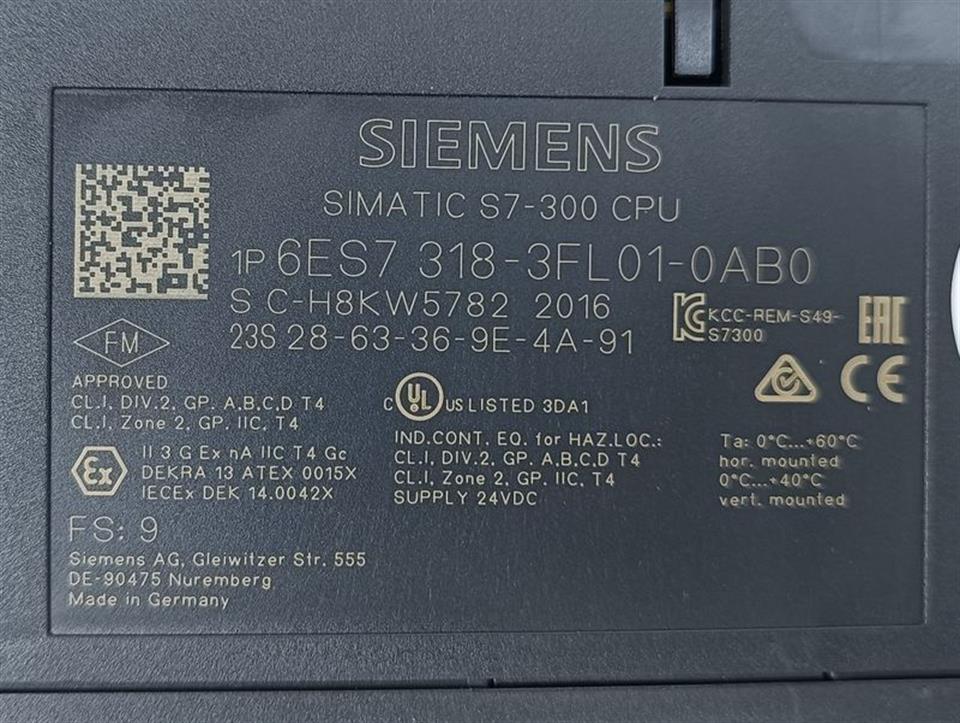 SIEMENS
SIMATIC S7-300 CPU
1P 6ES7 318-3FL01-0AB0
S C-H8KW5782 2016
23S 28-63-36-9E-4A-91
KCC-REM-S49-
S7300
EAC
FM
APPROVED
CL.I, DIV.2, GP. A,B,C,D T4
CL.I, Zone 2, GP. IIC, T4
Ex
II 3 G Ex nA IIC T4 Gc
DEKRA 13 ATEX 0015X
IECEx DEK 14.0042X
C UL US LISTED 3DA1
IND.CONT. EQ. for HAZ.LOC.:
CL.I, DIV.2, GP. A,B,C,D T4
CL.I, Zone 2, GP. IIC, T4
SUPPLY 24VDC
CE
Ta: 0°C...+60°C
hor. mounted
0°C...+40°C
vert. mounted
FS: 9
Siemens AG, Gleiwitzer Str. 555
DE-90475 Nuremberg
Made in Germany